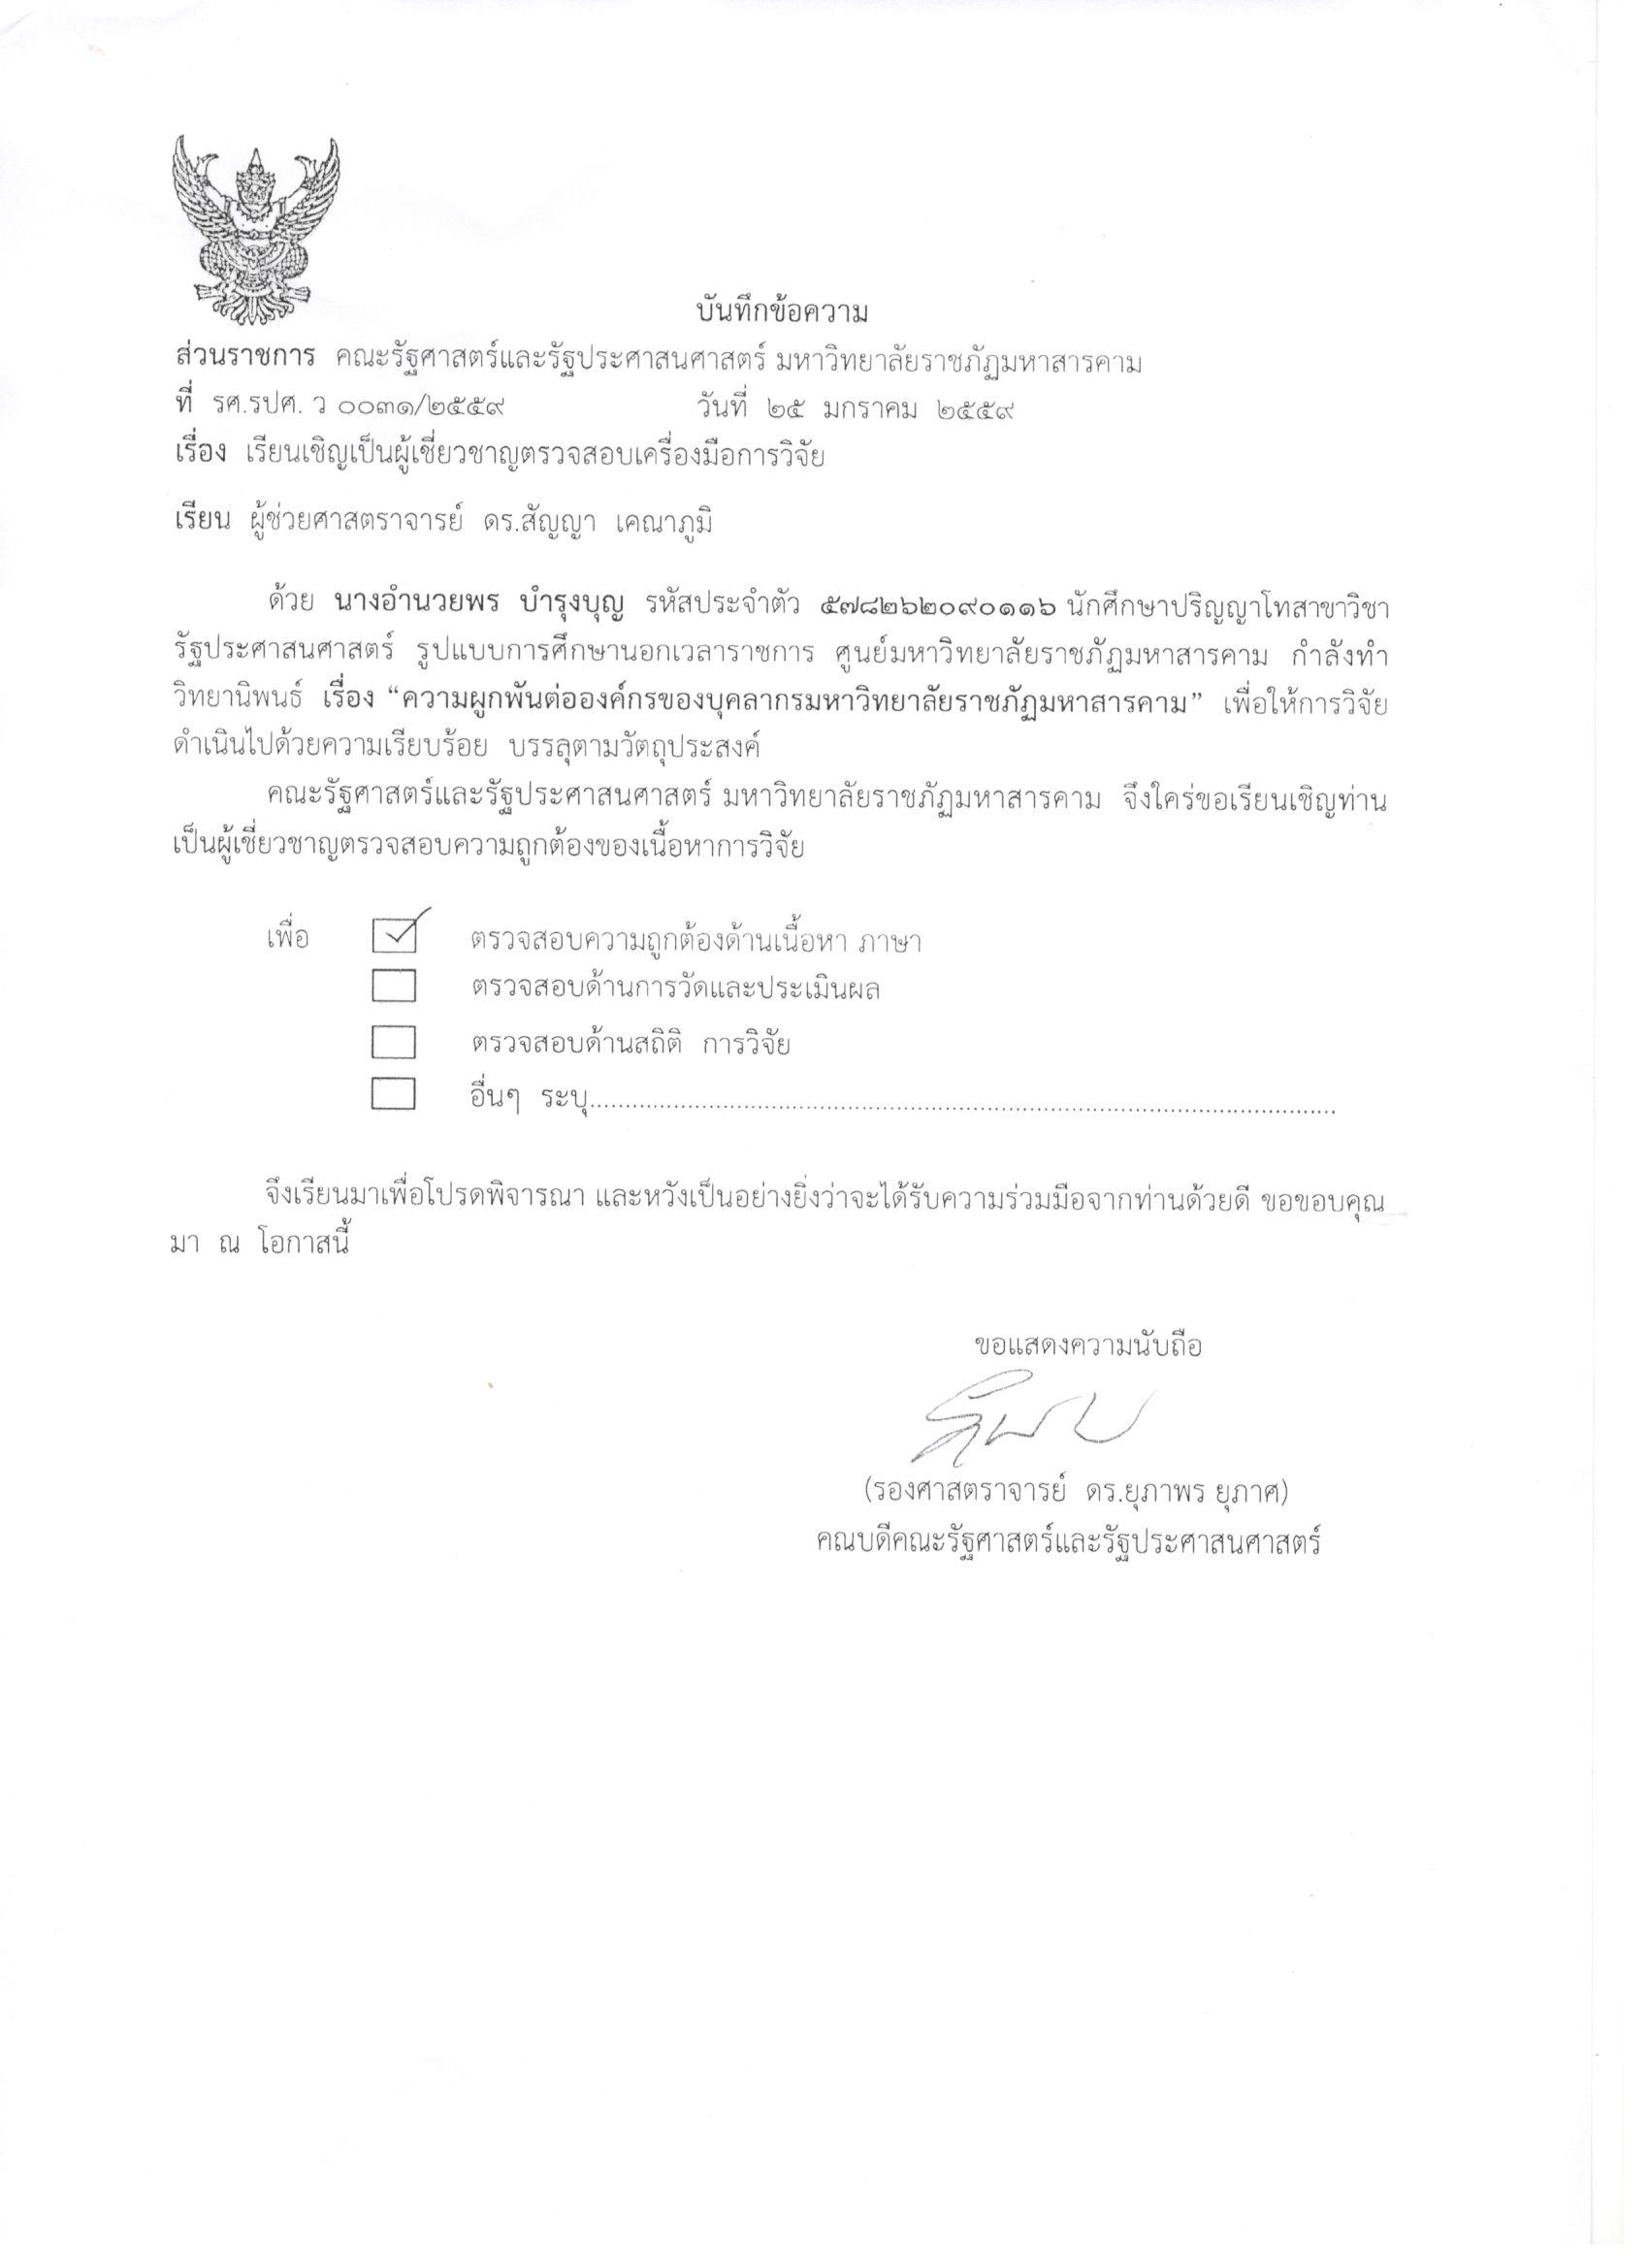 บันทึกข้อความ
ส่วนราชการ คณะรัฐศาสตร์และรัฐประศาสนศาสตร์ มหาวิทยาลัยราชภัฏมหาสารคาม
ที่ รศ.รปศ. ว ๐๐๓๑/๒๕๕๙ วันที่ ๒๕ มกราคม ๒๕๕๙
เรื่อง เรียนเชิญเป็นผู้เชี่ยวชาญตรวจสอบเครื่องมือการวิจัย
เรียน ผู้ช่วยศาสตราจารย์ ดร.สัญญา เคณาภูมิ
ด้วย นางอำนวยพร บำรุงบุญ รหัสประจำตัว ๕๗๘๒๖๒๐๙๐๑๑๖ นักศึกษาปริญญาโทสาขาวิชา
รัฐประศาสนศาสตร์ รูปแบบการศึกษานอกเวลาราชการ ศูนย์มหาวิทยาลัยราชภัฏมหาสารคาม กำลังทำ
วิทยานิพนธ์ เรื่อง “ความผูกพันต่อองค์กรของบุคลากรมหาวิทยาลัยราชภัฏมหาสารคาม” เพื่อให้การวิจัย
ดำเนินไปด้วยความเรียบร้อย บรรลุตามวัตถุประสงค์
คณะรัฐศาสตร์และรัฐประศาสนศาสตร์ มหาวิทยาลัยราชภัฏมหาสารคาม จึงใคร่ขอเรียนเชิญท่าน
เป็นผู้เชี่ยวชาญตรวจสอบความถูกต้องของเนื้อหาการวิจัย
เพื่อ ตรวจสอบความถูกต้องด้านเนื้อหา ภาษา
ตรวจสอบด้านการวัดและประเมินผล
ตรวจสอบด้านสถิติ การวิจัย
อื่นๆ ระบุ........................................................................
จึงเรียนมาเพื่อโปรดพิจารณา และหวังเป็นอย่างยิ่งว่าจะได้รับความร่วมมือจากท่านด้วยดี ขอขอบคุณ
มา ณ โอกาสนี้
ขอแสดงความนับถือ
(รองศาสตราจารย์ ดร.ยุภาพร ยุภาศ)
คณบดีคณะรัฐศาสตร์และรัฐประศาสนศาสตร์